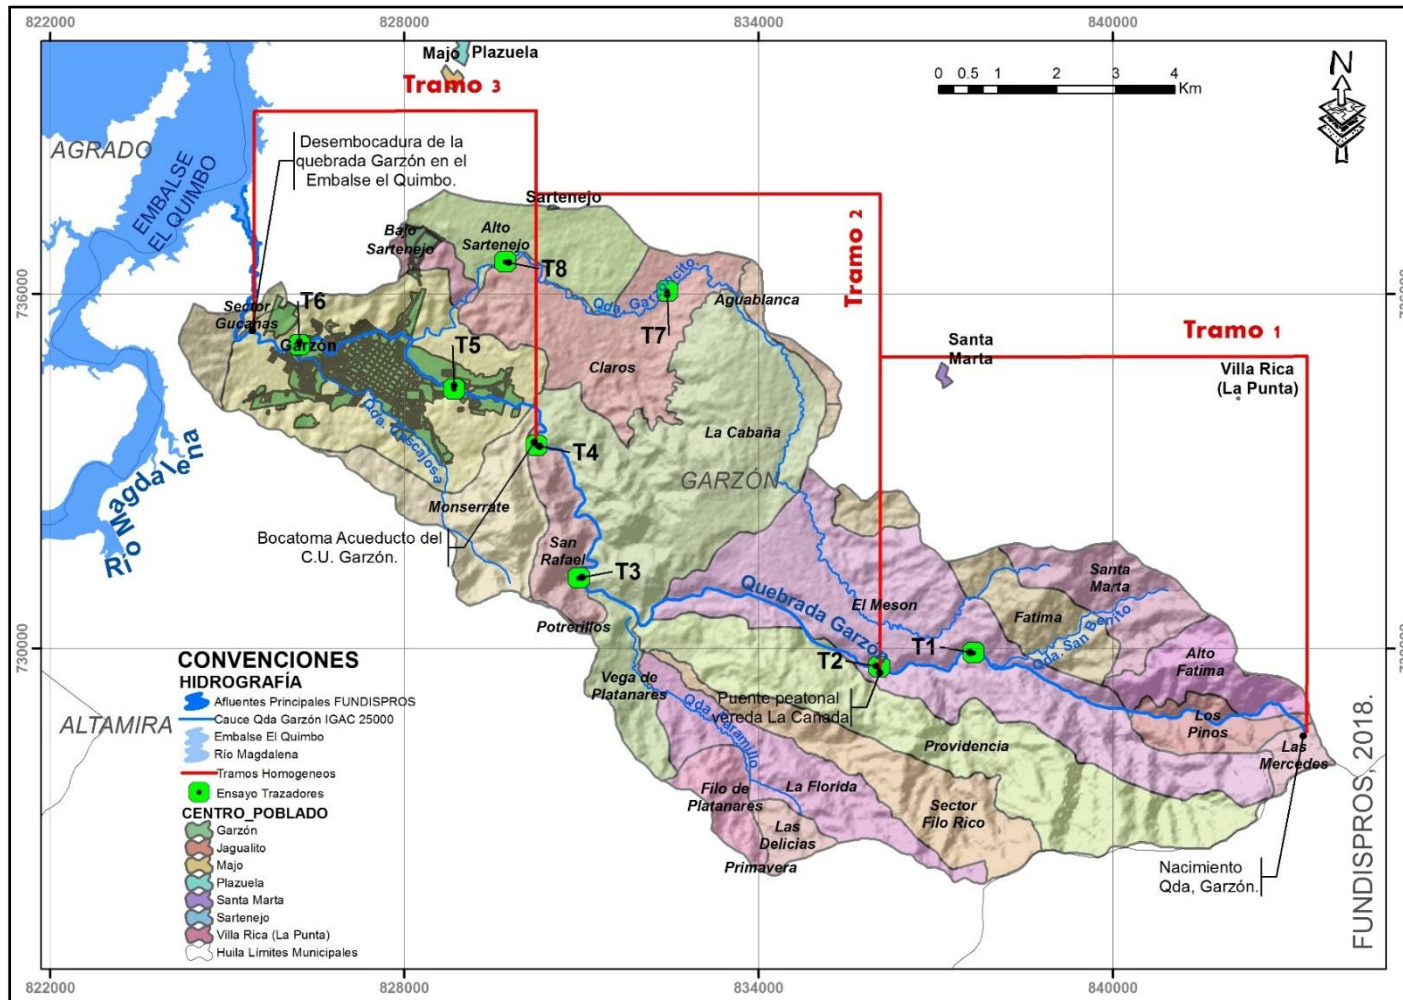 822000
828000
834000
840000
Majo
Plazuela
Tramo 3
N
0 0.5 1 2 3 4
Km
AGRADO
EMBALSE
EL QUIMBO
Desembocadura de la
quebrada Garzón en el
Embalse el Quimbo.
Sartenejo
Alto
Sartenejo
Bajo
Sartenejo
T8
Tramo 2
Qda. Garzoncito.
Aguablanca
736000
T7
Sector
Gucanas
T6
Garzón
T5
Claros
Tramo 1
Santa
Marta
Villa Rica
(La Punta)
La Cabaña
GARZÓN
T4
Monserrate
Río Magdalena
Bocatoma Acueducto del
C.U. Garzón.
San
Rafael
T3
Potrerillos
Quebrada Garzón
El Meson
Santa
Marta
Fatima
Qda. San Benito
T1
T2
Alto
Fatima
730000
Puente peatonal
vereda La Canada
Los
Pinos
Las
Mercedes
Vega de
Platanares
Qda. Jaramillo
Providencia
La Florida
Filo de
Platanares
Sector
Filo Rico
Las
Delicias
Primavera
Nacimiento
Qda, Garzón.
ALTAMIRA
CONVENCIONES
HIDROGRAFÍA
Afluentes Principales FUNDISPROS
Cauce Qda Garzón IGAC 25000
Embalse El Quimbo
Río Magdalena
Tramos Homogeneos
Ensayo Trazadores
CENTRO_POBLADO
Garzón
Jagualito
Majo
Plazuela
Santa Marta
Sartenejo
Villa Rica (La Punta)
Huila Límites Municipales
FUNDISPROS, 2018.
822000
828000
834000
840000